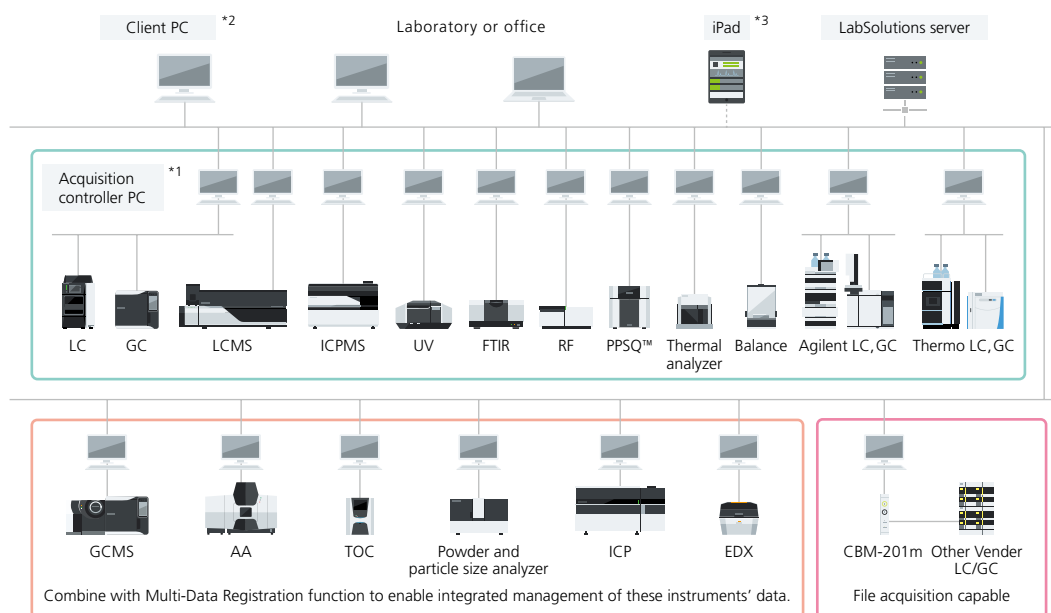 Client PC *2
Laboratory or office
iPad *3
LabSolutions server
Acquisition
controller PC *1
LC
GC
LCMS
ICPMS
UV
FTIR
RF
PPSQ™
Thermal
analyzer
Balance
Agilent LC, GC
Thermo LC, GC
GCMS
AA
TOC
Powder and
particle size analyzer
ICP
EDX
Combine with Multi-Data Registration function to enable integrated management of these instruments' data.
CBM-201m
Other Vender
LC/GC
File acquisition capable